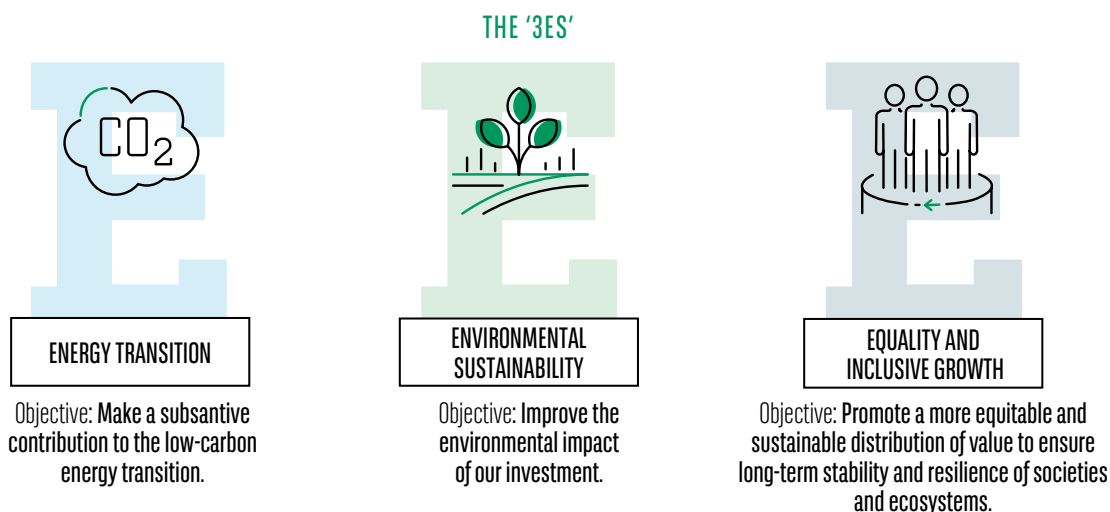 THE '3ES'
CO2
ENERGY TRANSITION
Objective: Make a subsantive
contribution to the low-carbon
energy transition.
ENVIRONMENTAL
SUSTAINABILITY
Objective: Improve the
environmental impact
of our investment.
EQUALITY AND
INCLUSIVE GROWTH
Objective: Promote a more equitable and
sustainable distribution of value to ensure
long-term stability and resilience of societies
and ecosystems.